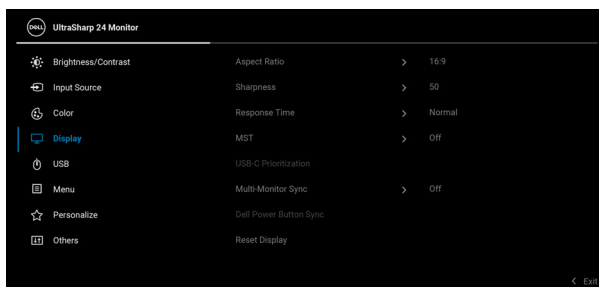 DELL UltraSharp 24 Monitor
Brightness/Contrast Aspect Ratio > 16:9
Input Source Sharpness > 50
Color Response Time > Normal
Display MST > Off
USB USB-C Prioritization
Menu Multi-Monitor Sync > Off
Personalize Dell Power Button Sync
Others Reset Display
< Exit